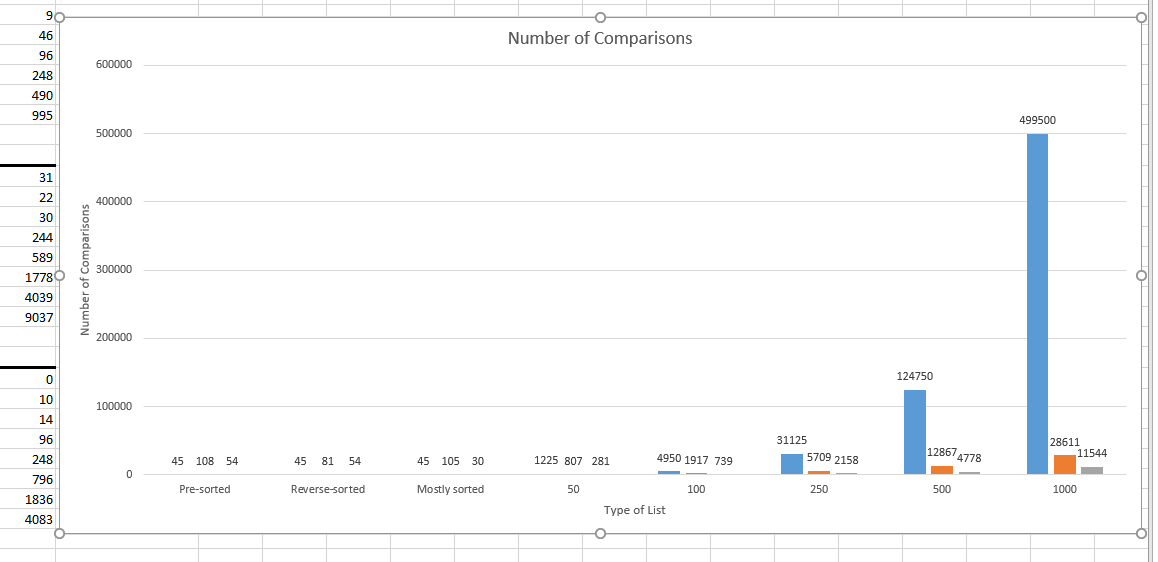 9
46
96
248
490
995
31
22
30
244
589
1778
4039
9037
0
10
14
96
248
796
1836
4083
Number of Comparisons
600000
500000
400000
300000
200000
100000
0
Number of Comparisons
45 108 54
45 81 54
45 105 30
1225 807 281
4950 1917 739
31125 5709 2158
124750 12867 4778
499500 28611 11544
Pre-sorted Reverse-sorted Mostly sorted 50 100 250 500 1000
Type of List